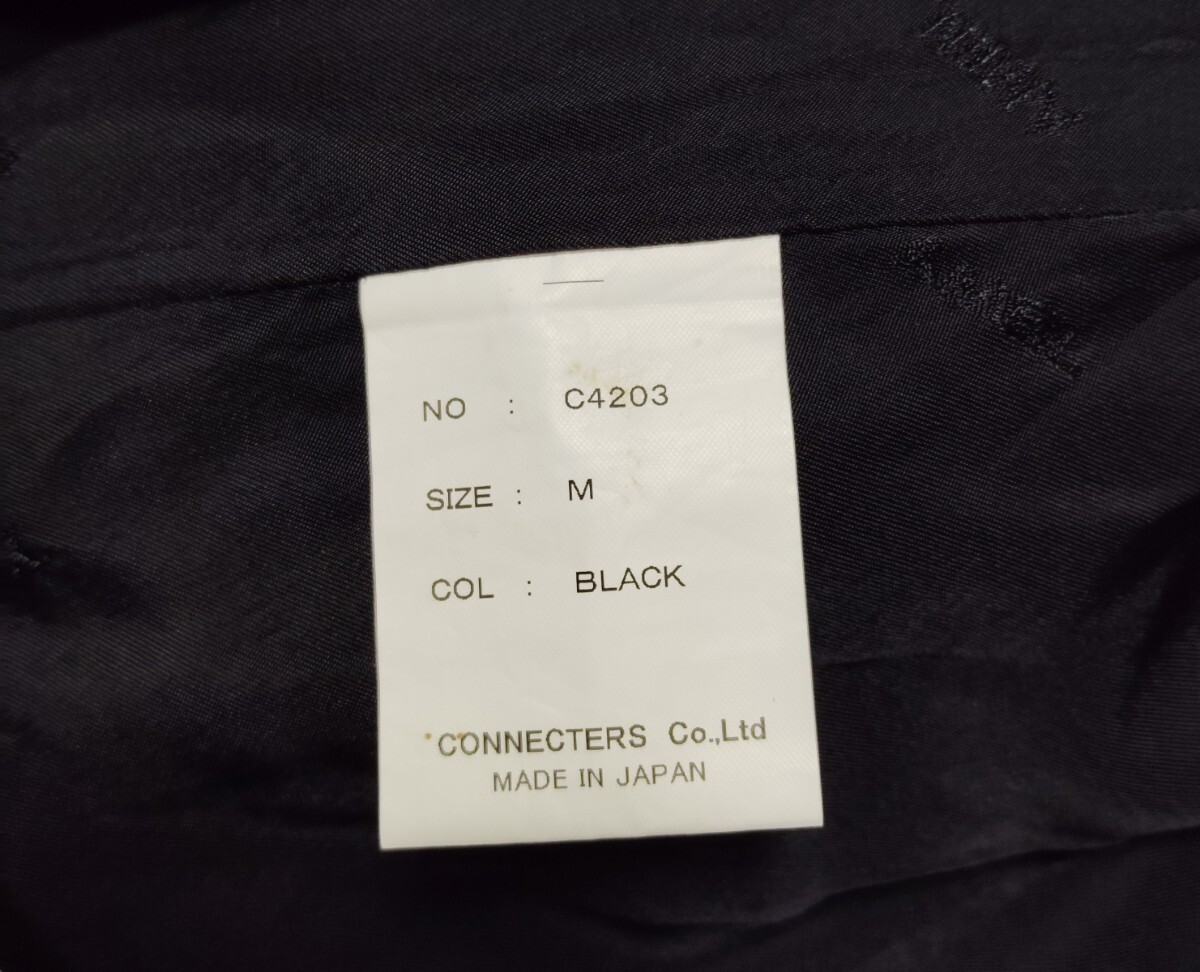 NO : C4203
SIZE : M
COL : BLACK
CONNECTERS Co.,Ltd
MADE IN JAPAN